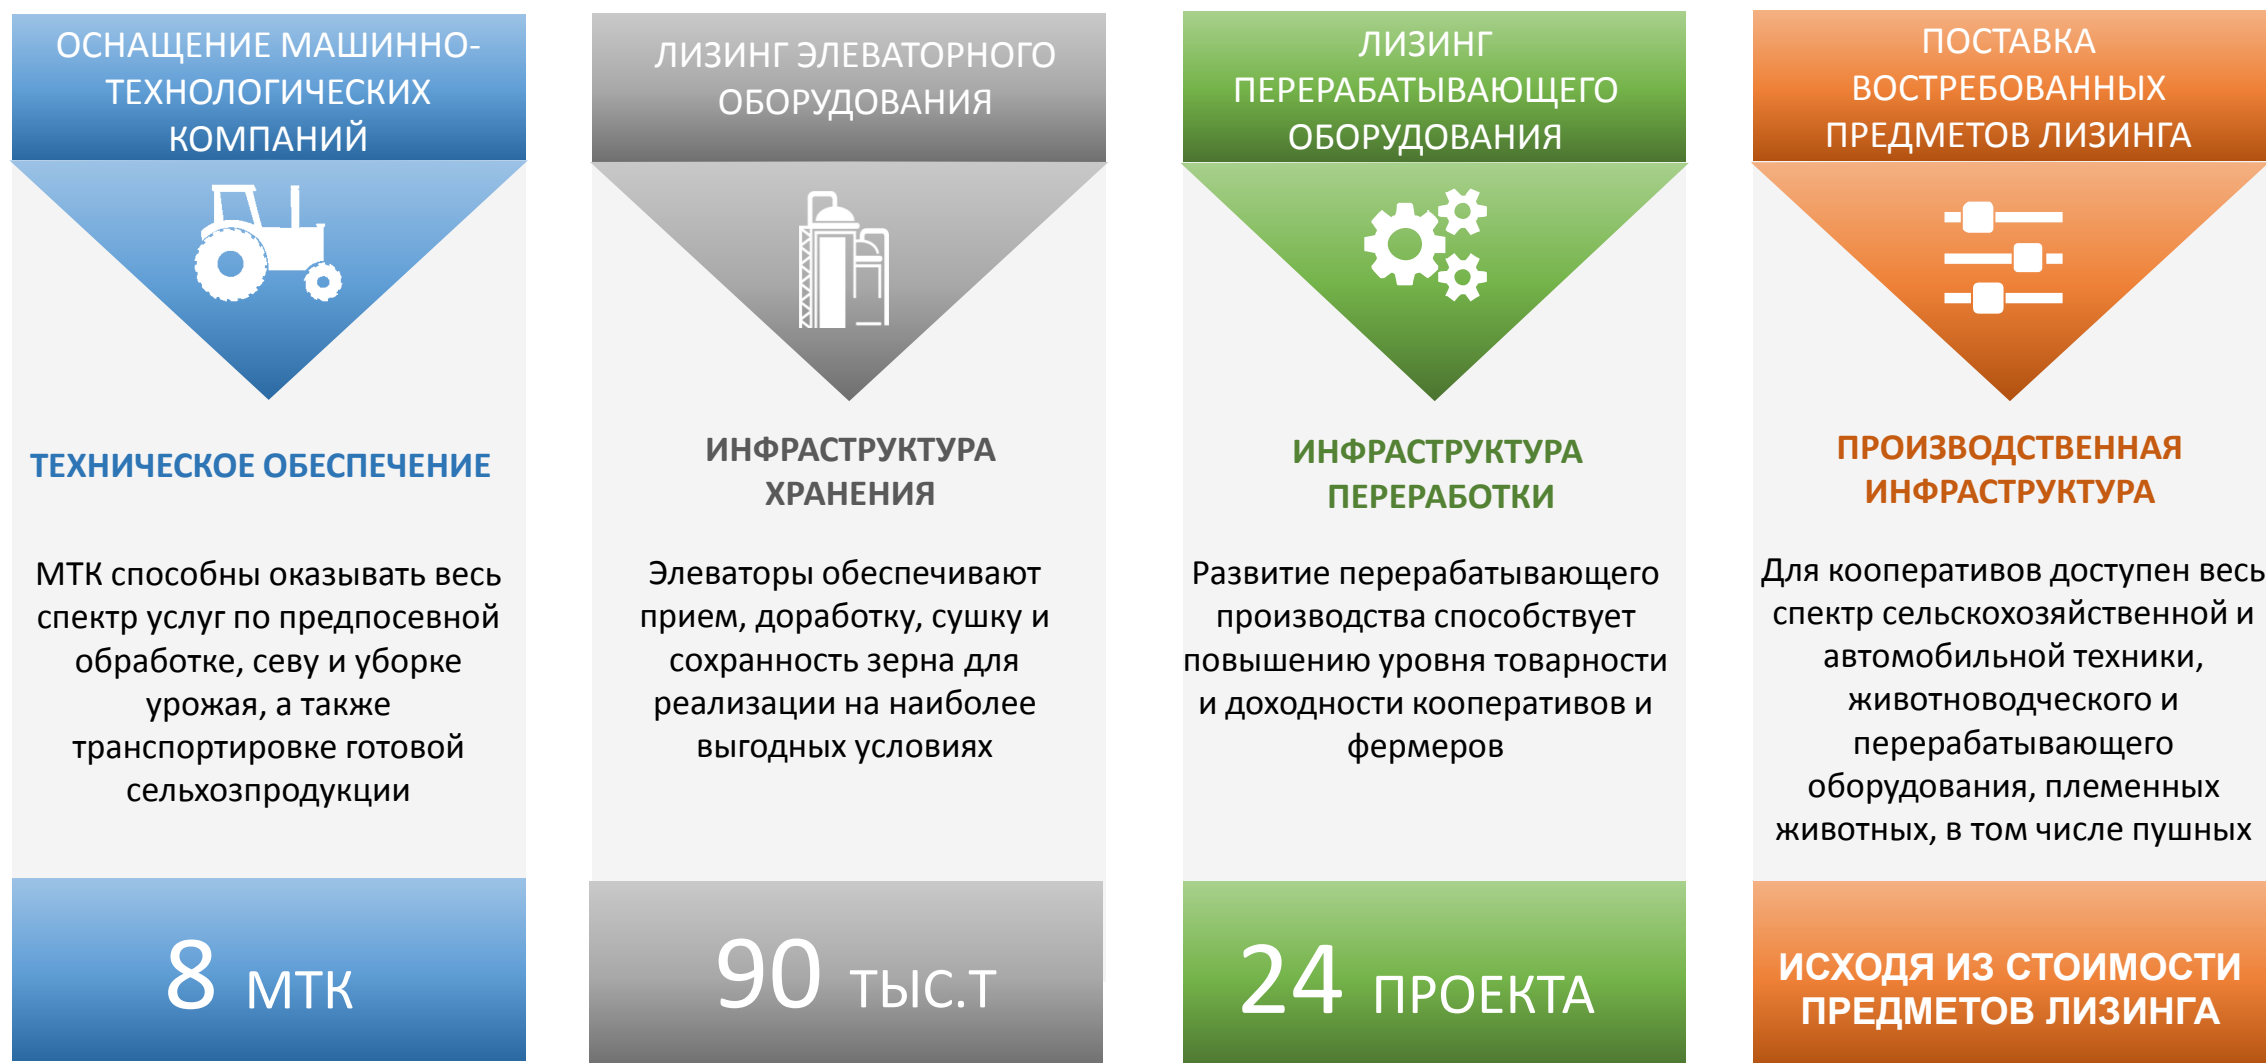 ОСНАЩЕНИЕ МАШИННО-
ТЕХНОЛОГИЧЕСКИХ
КОМПАНИЙ
ТЕХНИЧЕСКОЕ ОБЕСПЕЧЕНИЕ
МТК способны оказывать весь
спектр услуг по предпосевной
обработке, севу и уборке
урожая, а также
транспортировке готовой
сельхозпродукции
8 МТК
ЛИЗИНГ ЭЛЕВАТОРНОГО
ОБОРУДОВАНИЯ
ИНФРАСТРУКТУРА
ХРАНЕНИЯ
Элеваторы обеспечивают
прием, доработку, сушку и
сохранность зерна для
реализации на наиболее
выгодных условиях
90 ТЫС.Т
ЛИЗИНГ
ПЕРЕРАБАТЫВАЮЩЕГО
ОБОРУДОВАНИЯ
ИНФРАСТРУКТУРА
ПЕРЕРАБОТКИ
Развитие перерабатывающего
производства способствует
повышению уровня товарности
и доходности кооперативов и
фермеров
24 ПРОЕКТА
ПОСТАВКА
ВОСТРЕБОВАННЫХ
ПРЕДМЕТОВ ЛИЗИНГА
ПРОИЗВОДСТВЕННАЯ
ИНФРАСТРУКТУРА
Для кооперативов доступен весь
спектр сельскохозяйственной и
автомобильной техники,
животноводческого и
перерабатывающего
оборудования, племенных
животных, в том числе пушных
ИСХОДЯ ИЗ СТОИМОСТИ
ПРЕДМЕТОВ ЛИЗИНГА